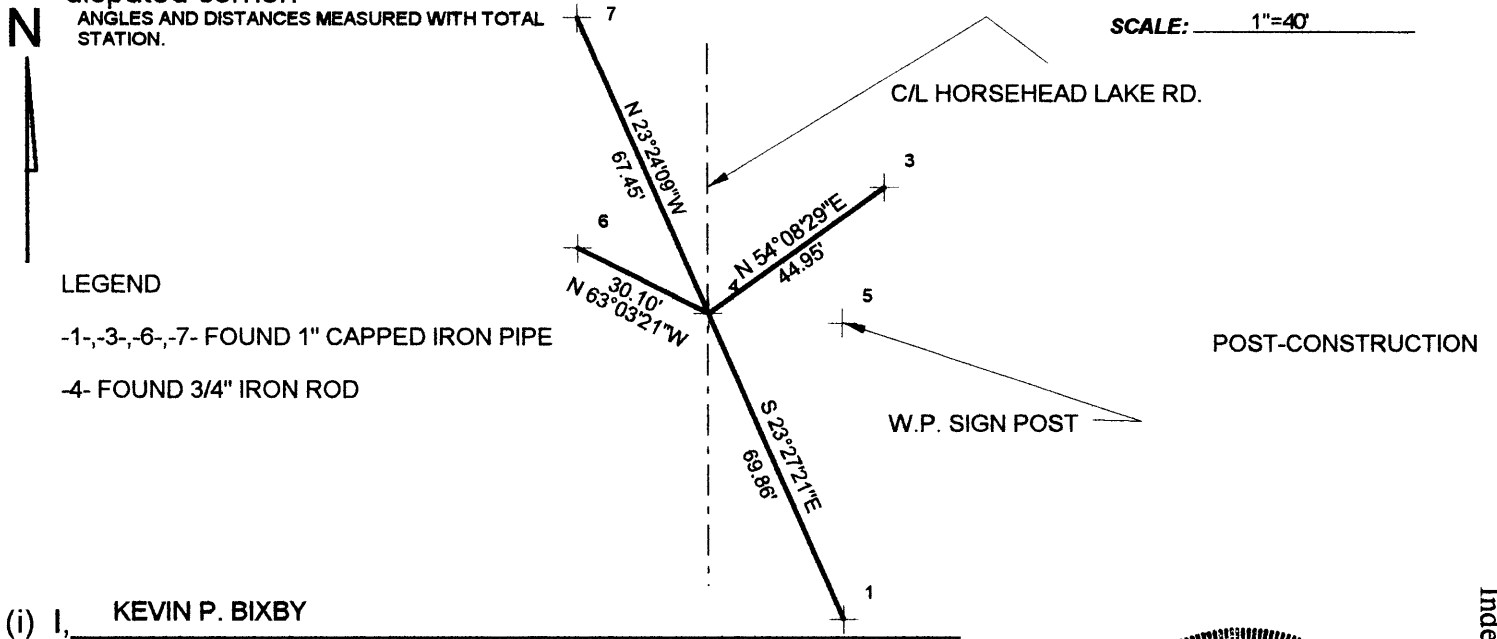 N
ANGLES AND DISTANCES MEASURED WITH TOTAL
STATION.
7
SCALE: 1"=40'
C/L HORSEHEAD LAKE RD.
N 23°24'09"W
67.45'
3
6
N 54°08'29"E
44.95'
4
30.10'
N 63°03'21"W
5
LEGEND
-1-,-3-,-6-,-7- FOUND 1" CAPPED IRON PIPE
-4- FOUND 3/4" IRON ROD
POST-CONSTRUCTION
W.P. SIGN POST
S 23°27'21"E
69.86'
1
(i) I, KEVIN P. BIXBY